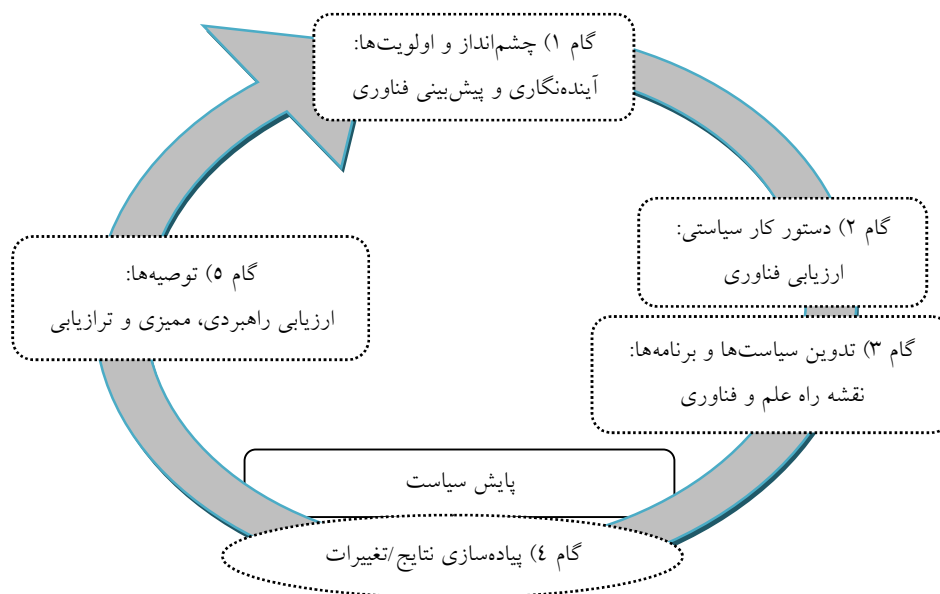 گام ۱) چشم‌انداز و اولویت‌ها:
آینده‌نگاری و پیش‌بینی فناوری
گام ۲) دستور کار سیاستی:
ارزیابی فناوری
گام ۳) تدوین سیاست‌ها و برنامه‌ها:
نقشه راه علم و فناوری
پایش سیاست
گام ٤) پیاده‌سازی نتایج/تغییرات
گام ٥) توصیه‌ها:
ارزیابی راهبردی، ممیزی و ترازیابی